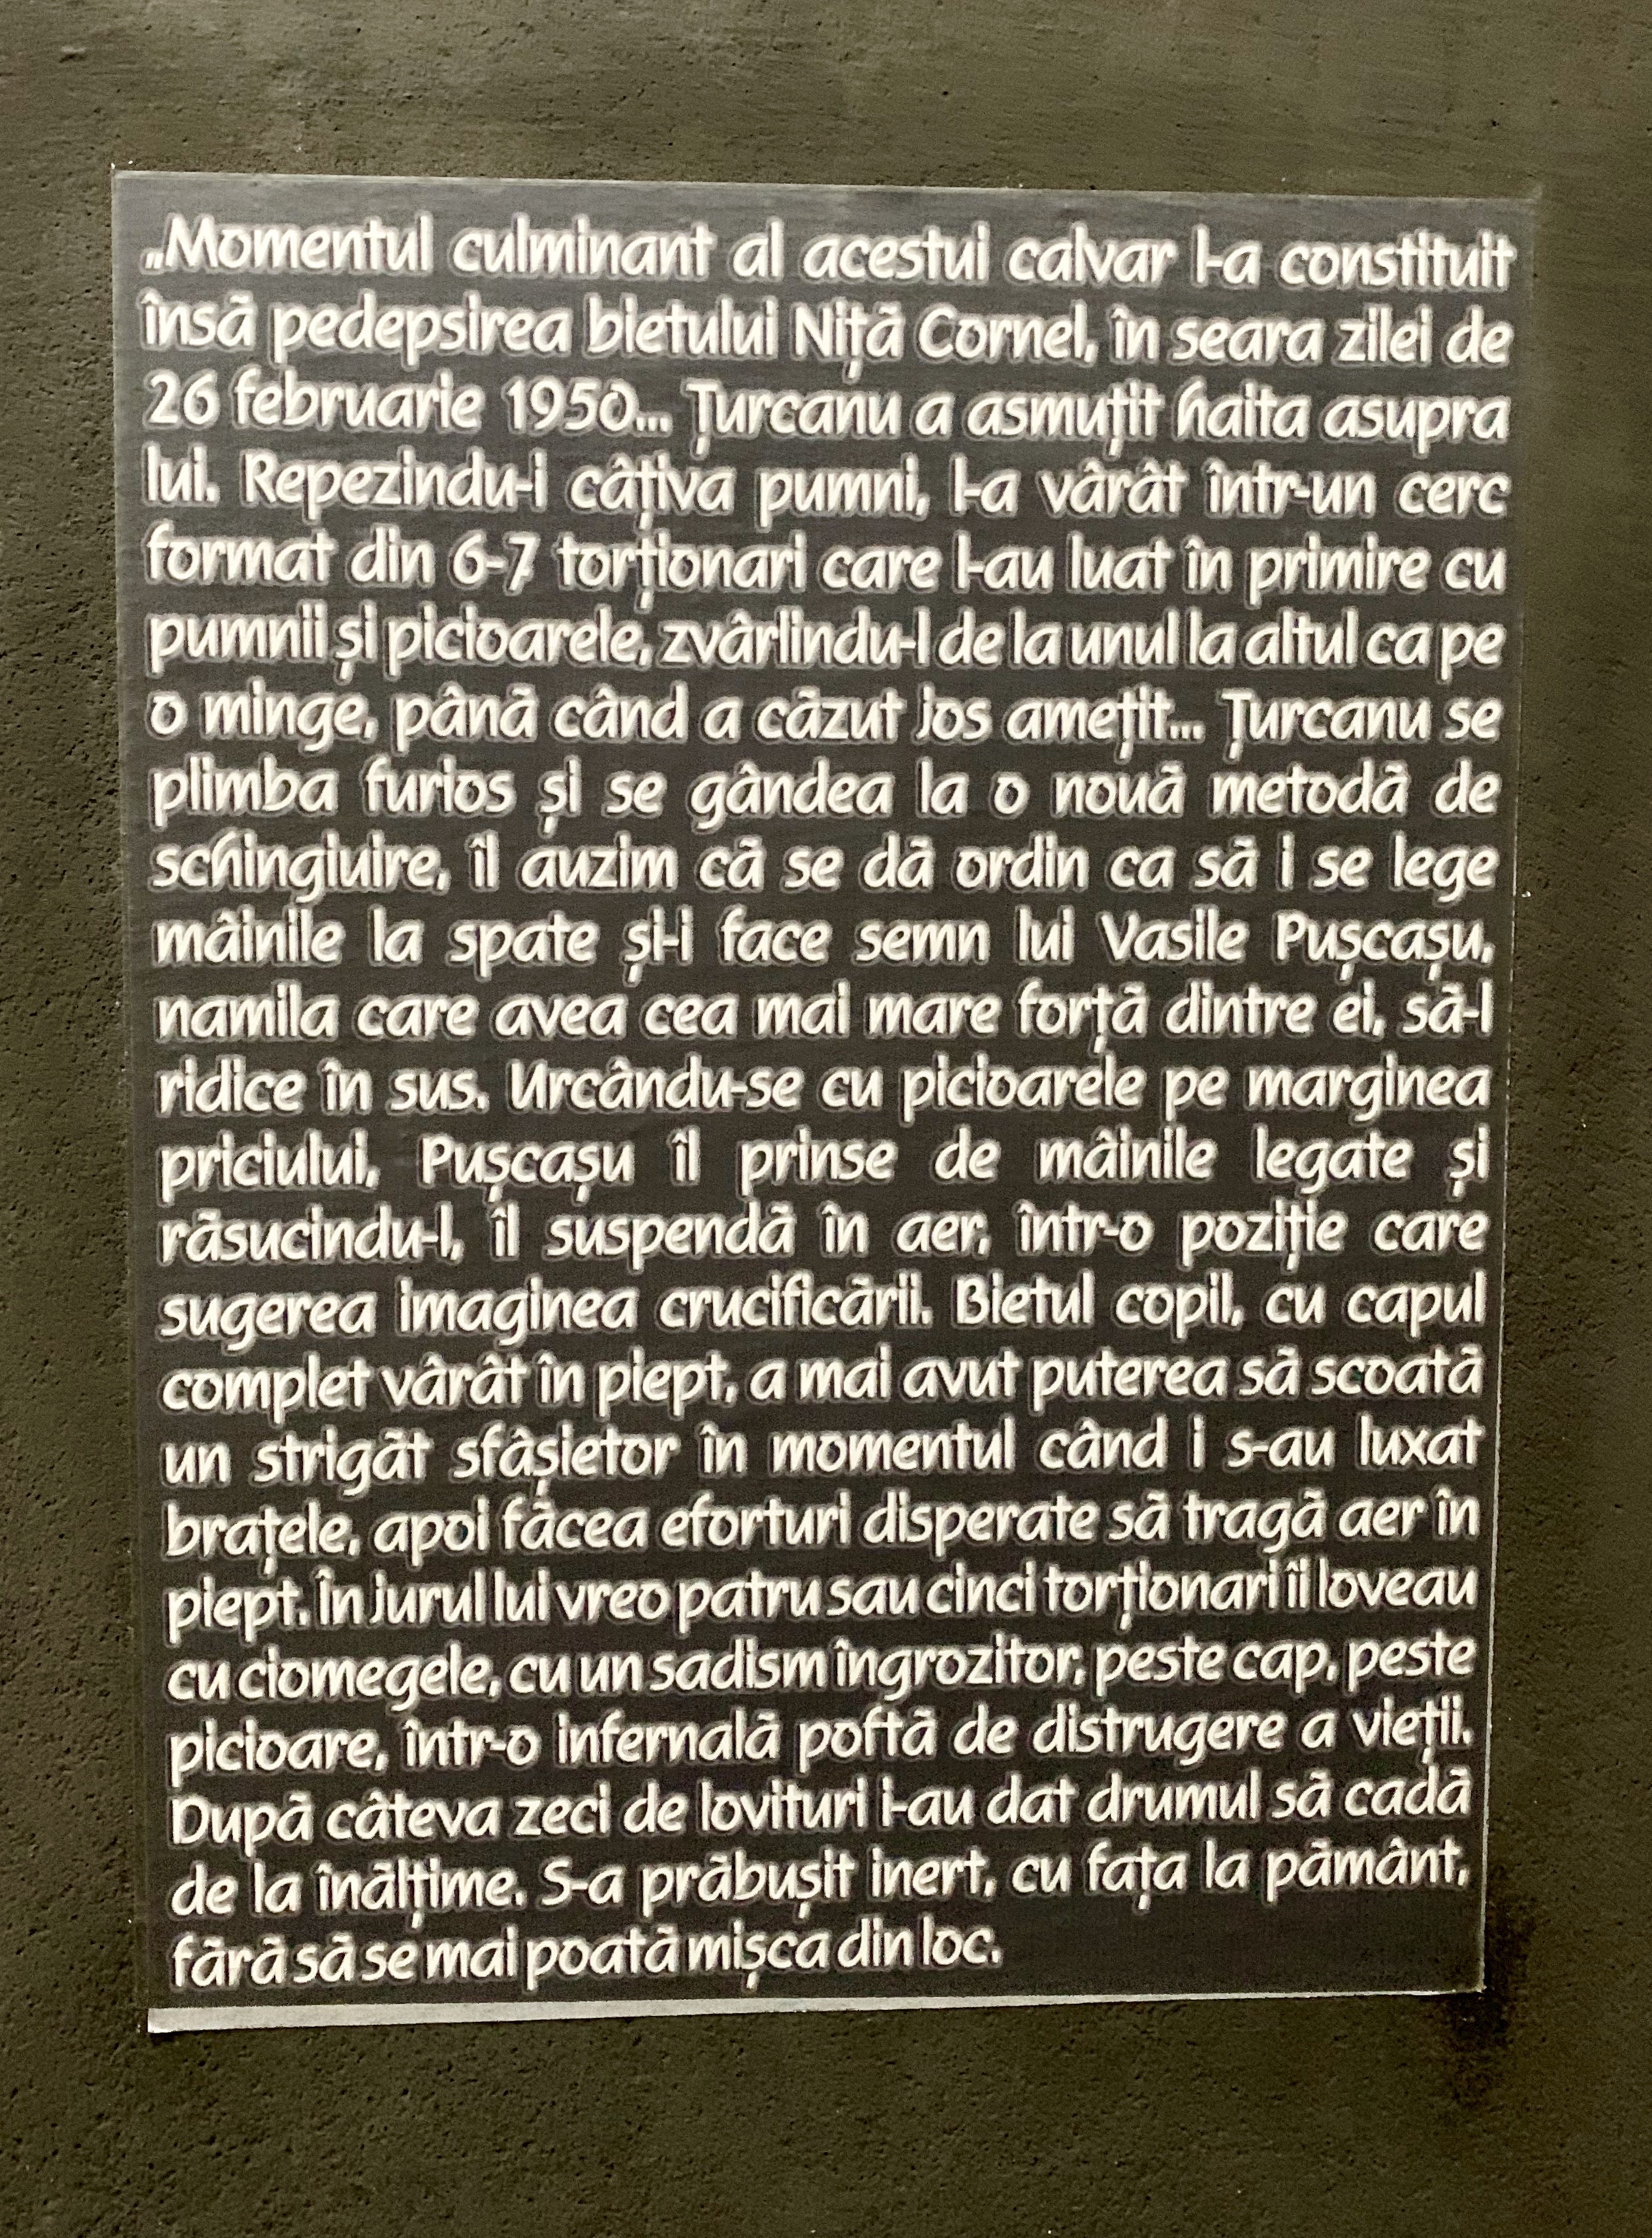 „Momentul culminant al acestui calvar l-a constituit
însă pedepsirea bietului Niță Cornel, în seara zilei de
26 februarie 1950... Țurcanu a asmuțit haita asupra
lui. Repezindu-i câțiva pumni, l-a vârât într-un cerc
format din 6-7 torționari care l-au luat în primire cu
pumnii și picioarele, zvârlindu-l de la unul la altul ca pe
o minge, până când a căzut jos amețit... Țurcanu se
plimba furios și se gândea la o nouă metodă de
schingiuire, îl auzim că se dă ordin ca să i se lege
mâinile la spate și-i face semn lui Vasile Pușcașu,
namila care avea cea mai mare forță dintre ei, să-l
ridice în sus. Urcându-se cu picioarele pe marginea
priciului, Pușcașu îl prinse de mâinile legate și
răsucindu-l, îl suspendă în aer, într-o poziție care
sugerea imaginea crucificării. Bietul copil, cu capul
complet vârât în piept, a mai avut puterea să scoată
un strigăt sfâșietor în momentul când i s-au luxat
brațele, apoi făcea eforturi disperate să tragă aer în
piept. În jurul lui vreo patru sau cinci torționari îi loveau
cu ciomegele, cu un sadism îngrozitor, peste cap, peste
picioare, într-o infernală poftă de distrugere a vieții.
După câteva zeci de lovituri i-au dat drumul să cadă
de la înălțime. S-a prăbușit inert, cu fața la pământ,
fără să se mai poată mișca din loc.